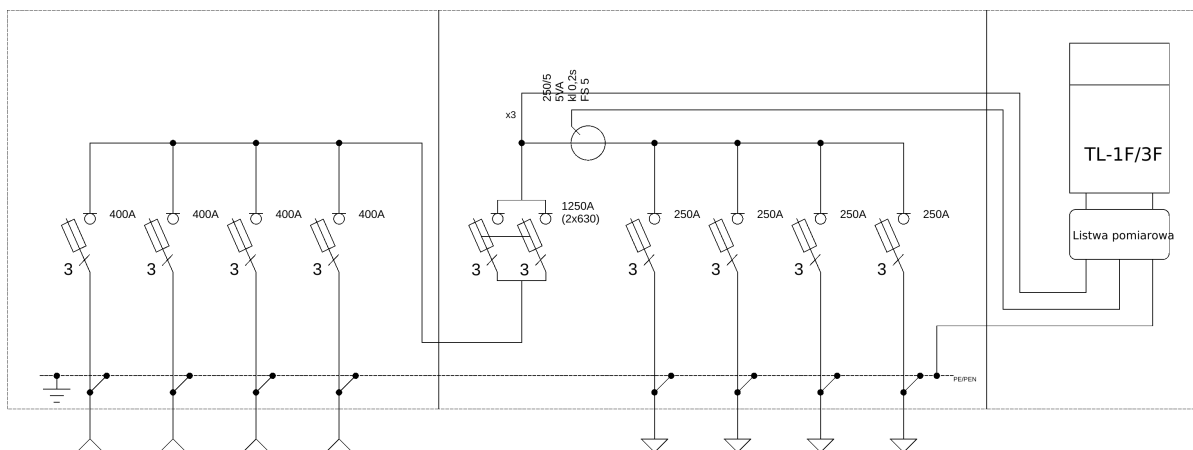 250/5
5VA
kl 0,2s
FS 5
x3
TL-1F/3F
400A
400A
400A
400A
1250A
(2x630)
250A
250A
250A
250A
Listwa pomiarowa
3
3
3
3
3
3
3
3
3
3
PE/PEN